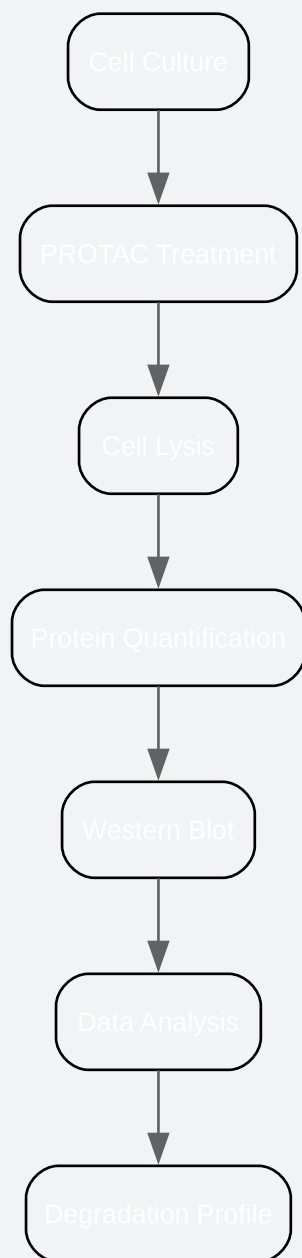 Cell Culture
PROTAC Treatment
Cell Lysis
Protein Quantification
Western Blot
Data Analysis
Degradation Profile